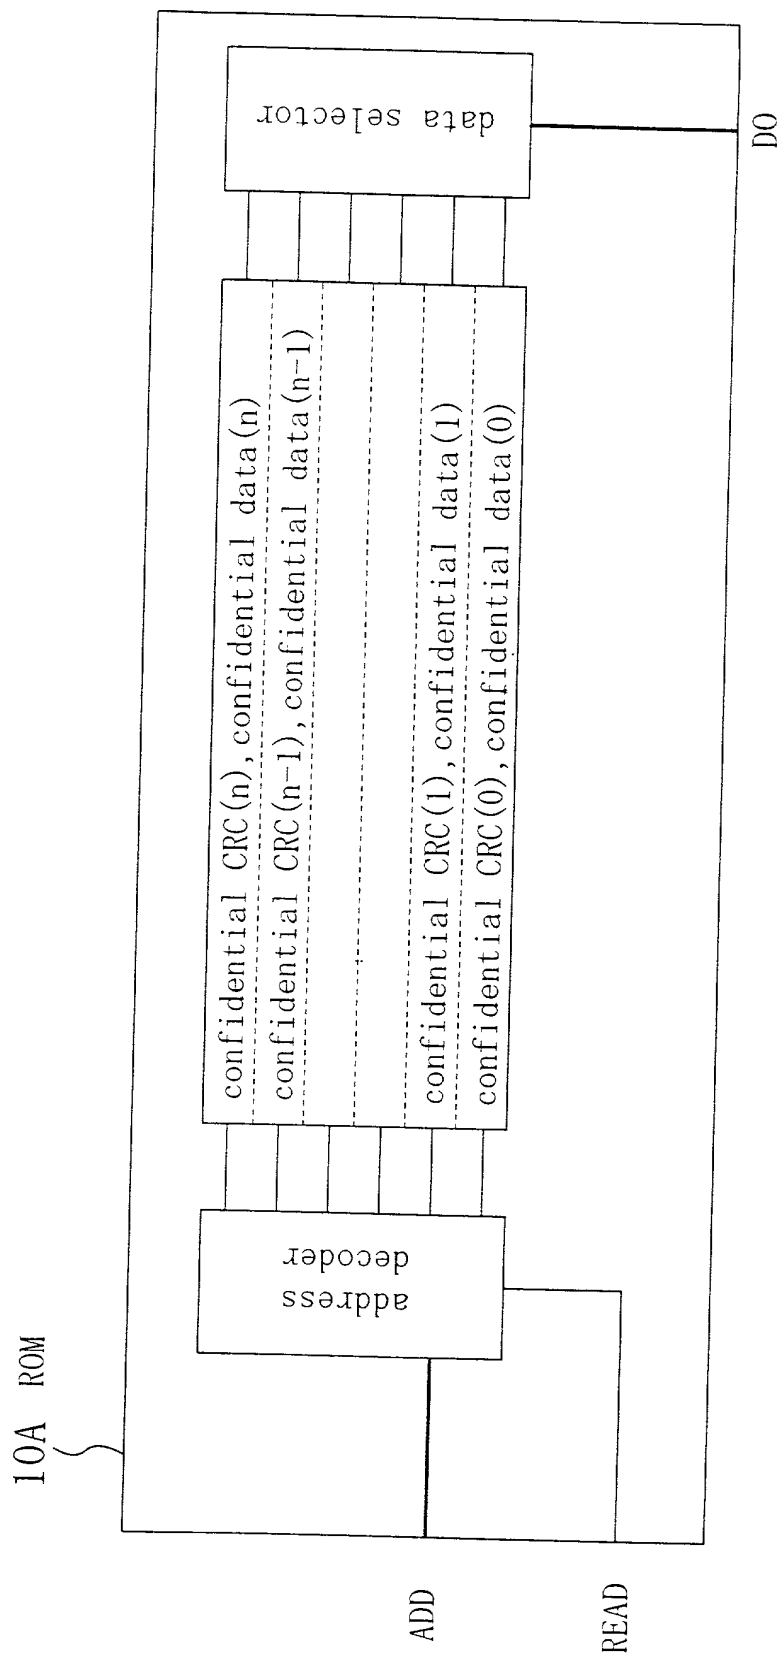 10A ROM
ADD
READ
address
decoder
confidential CRC(n),confidential data(n)
confidential CRC(n-1),confidential data(n-1)
confidential CRC(1),confidential data(1)
confidential CRC(0),confidential data(0)
data selector
DO